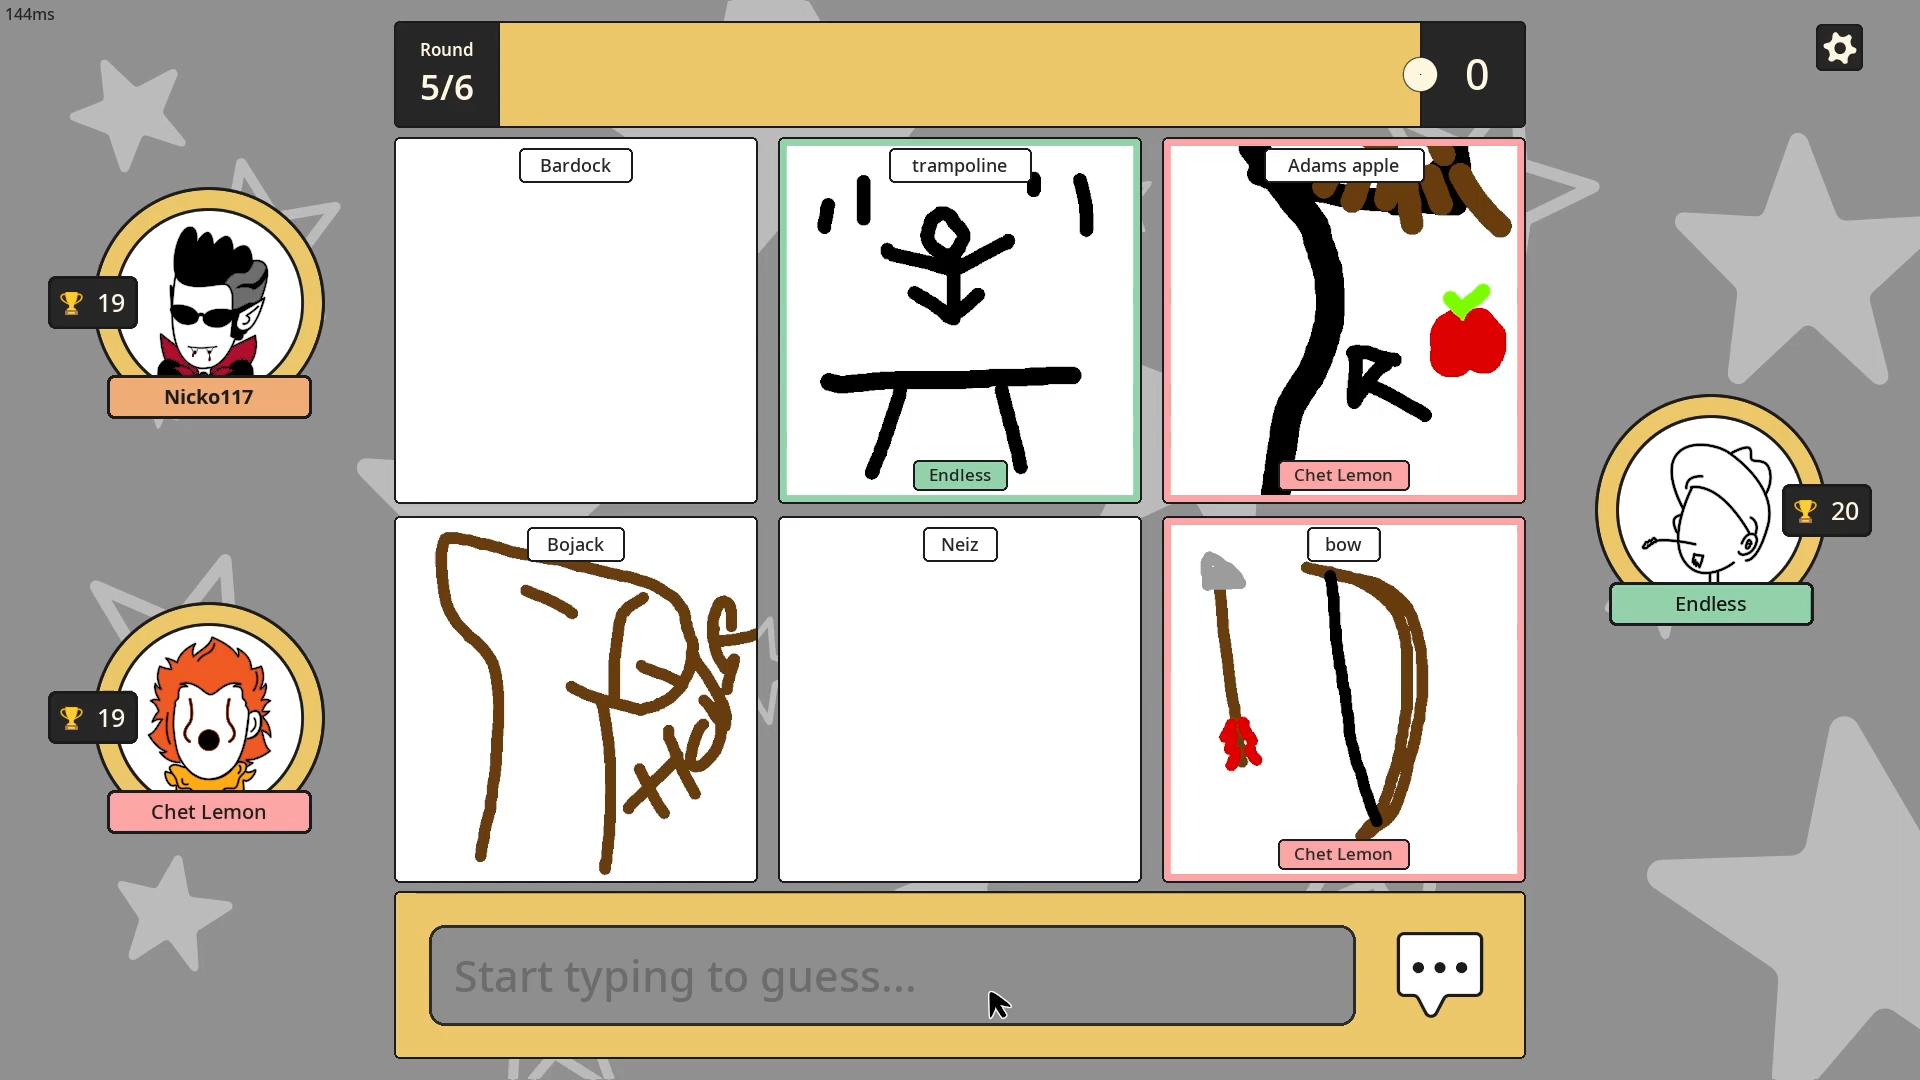 144ms
Round
5/6
0
Bardock
trampoline
Adams apple
19
R
Nicko117
Endless
Chet Lemon
20
Bojack
Neiz
bow
Endless
19
Chet Lemon
Chet Lemon
Start typing to guess...